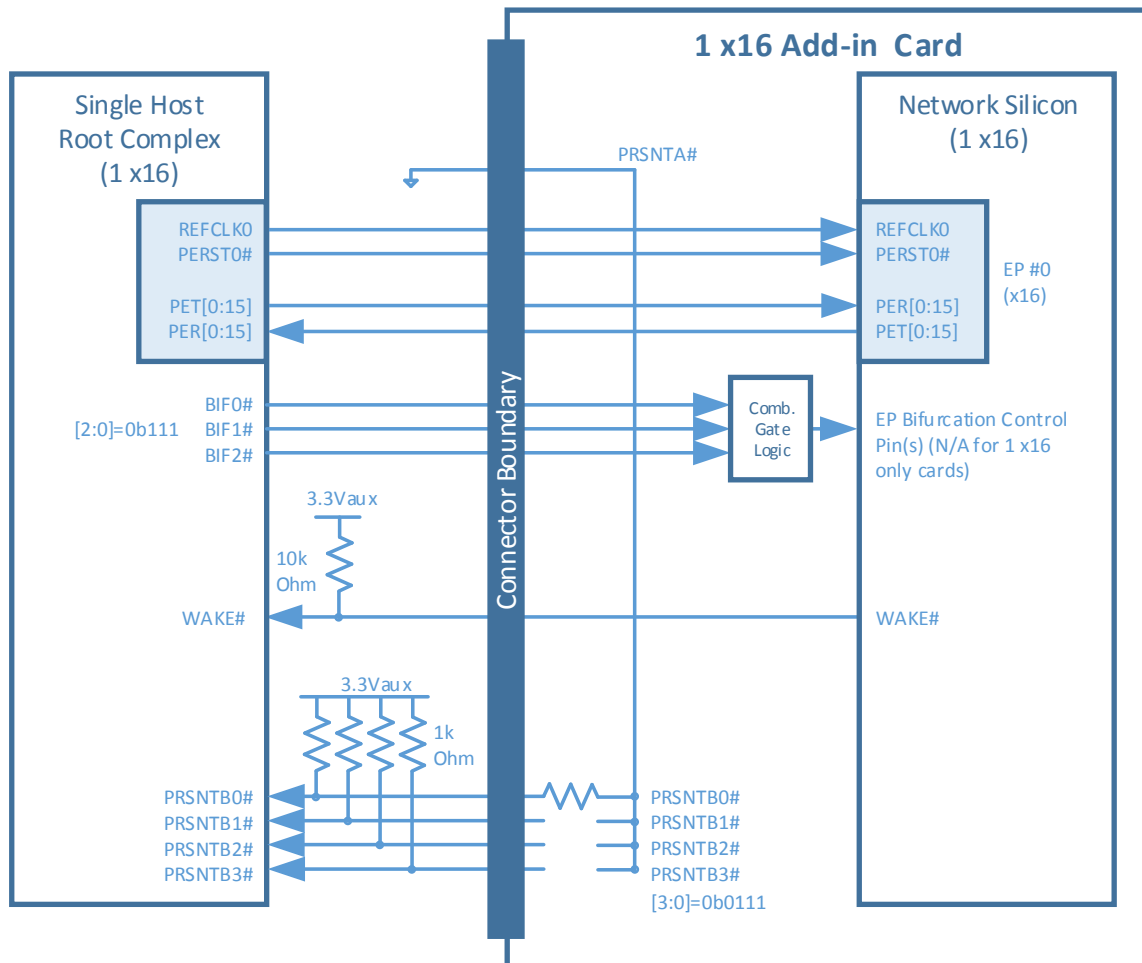 1 x16 Add-in Card
Single Host
Root Complex
(1 x16)
Network Silicon
(1 x16)
PRSNTA#
REFCLK0
PERST0#
PET[0:15]
PER[0:15]
REFCLK0
PERST0#
PER[0:15]
PET[0:15]
EP #0
(x16)
Connector Boundary
BIF0#
[2:0]=0b111
BIF1#
BIF2#
Comb.
Gate
Logic
EP Bifurcation Control
Pin(s) (N/A for 1 x16
only cards)
3.3Vaux
10k
Ohm
WAKE#
WAKE#
3.3Vaux
1k
Ohm
PRSNTB0#
PRSNTB1#
PRSNTB2#
PRSNTB3#
PRSNTB0#
PRSNTB1#
PRSNTB2#
PRSNTB3#
[3:0]=0b0111